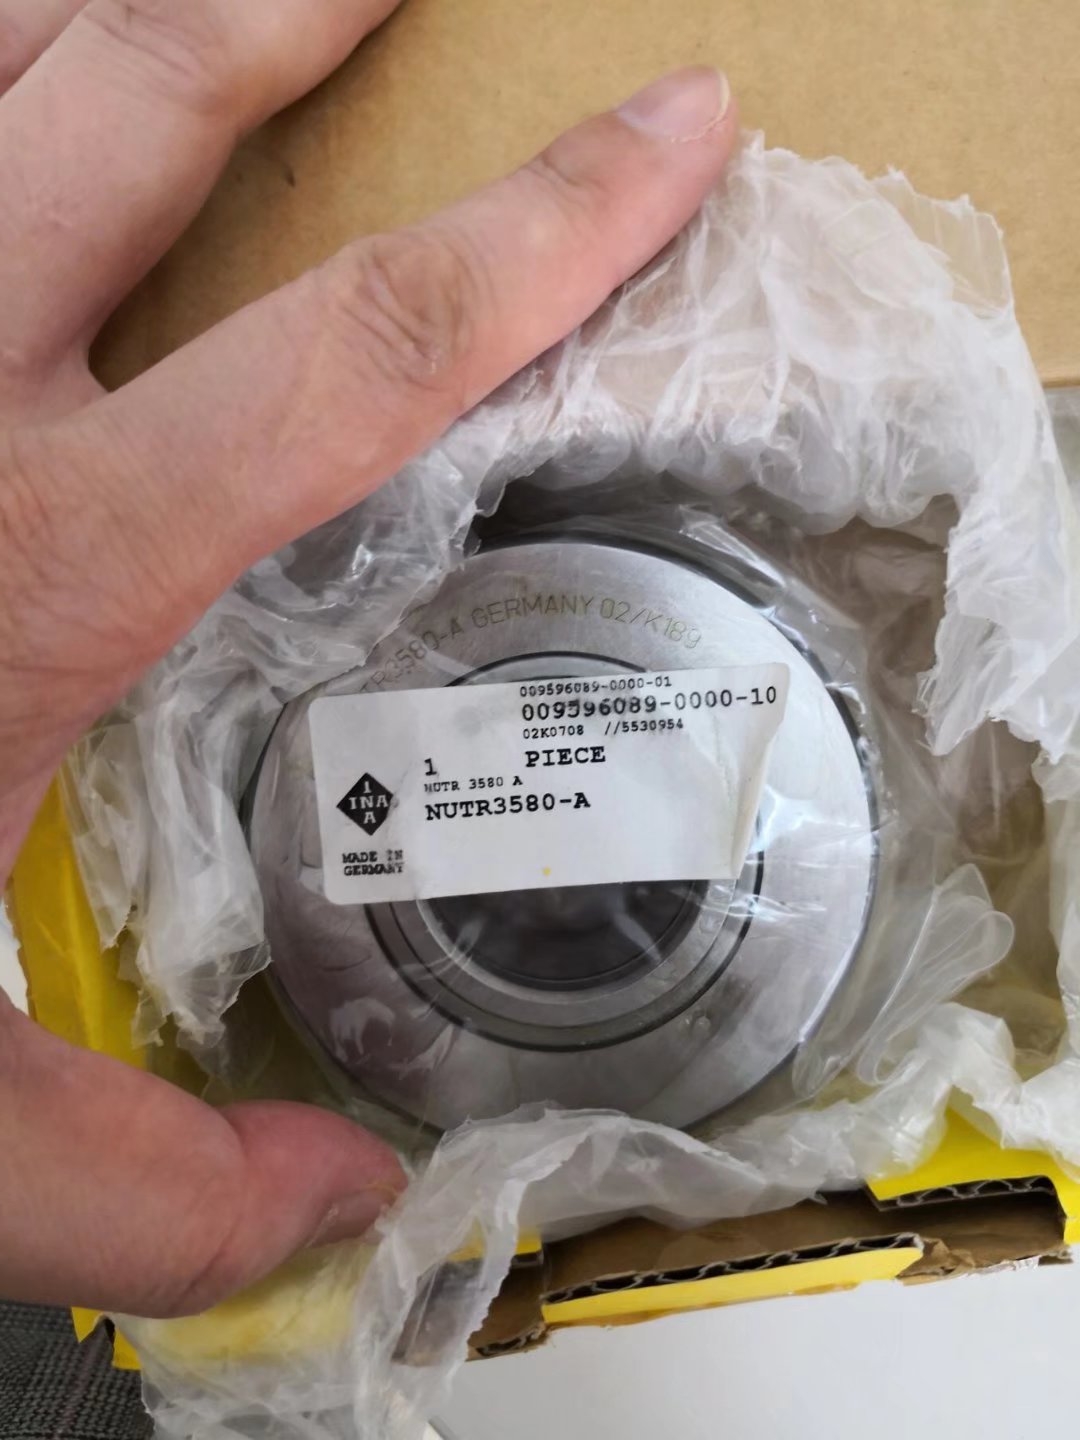 TR3580-A GERMANY 02/K189
009596089-0000-01
009596089-0000-10
02K0708 //5530954
1 PIECE
NUTR 3580 A
NUTR3580-A
I
INA
A
MADE IN
GERMANY